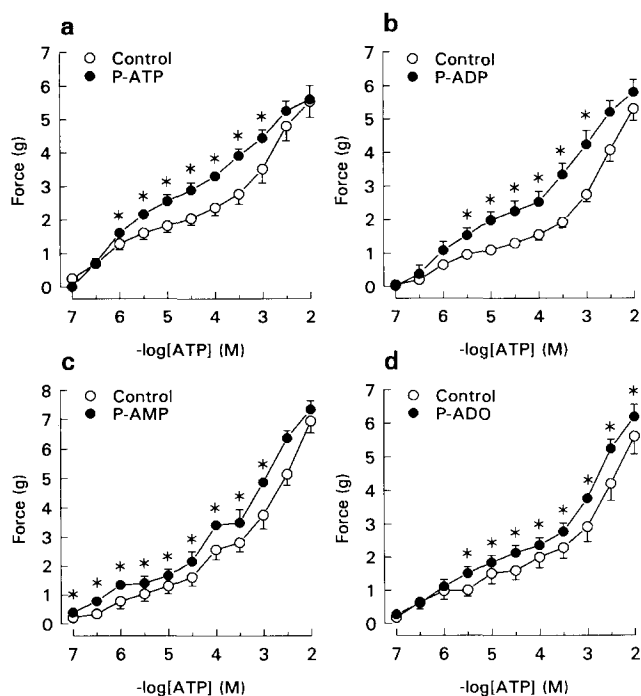 a
Control
P-ATP
7
6
5
4
3
2
1
0
Force (g)
* * * * * * *
7 6 5 4 3 2
-log[ATP] (M)
b
Control
P-ADP
7
6
5
4
3
2
1
0
Force (g)
* * * * * *
7 6 5 4 3 2
-log[ATP] (M)
c
Control
P-AMP
8
7
6
5
4
3
2
1
0
Force (g)
* * * * * * * * *
7 6 5 4 3 2
-log[ATP] (M)
d
Control
P-ADO
7
6
5
4
3
2
1
0
Force (g)
* * * * * * * *
7 6 5 4 3 2
-log[ATP] (M)